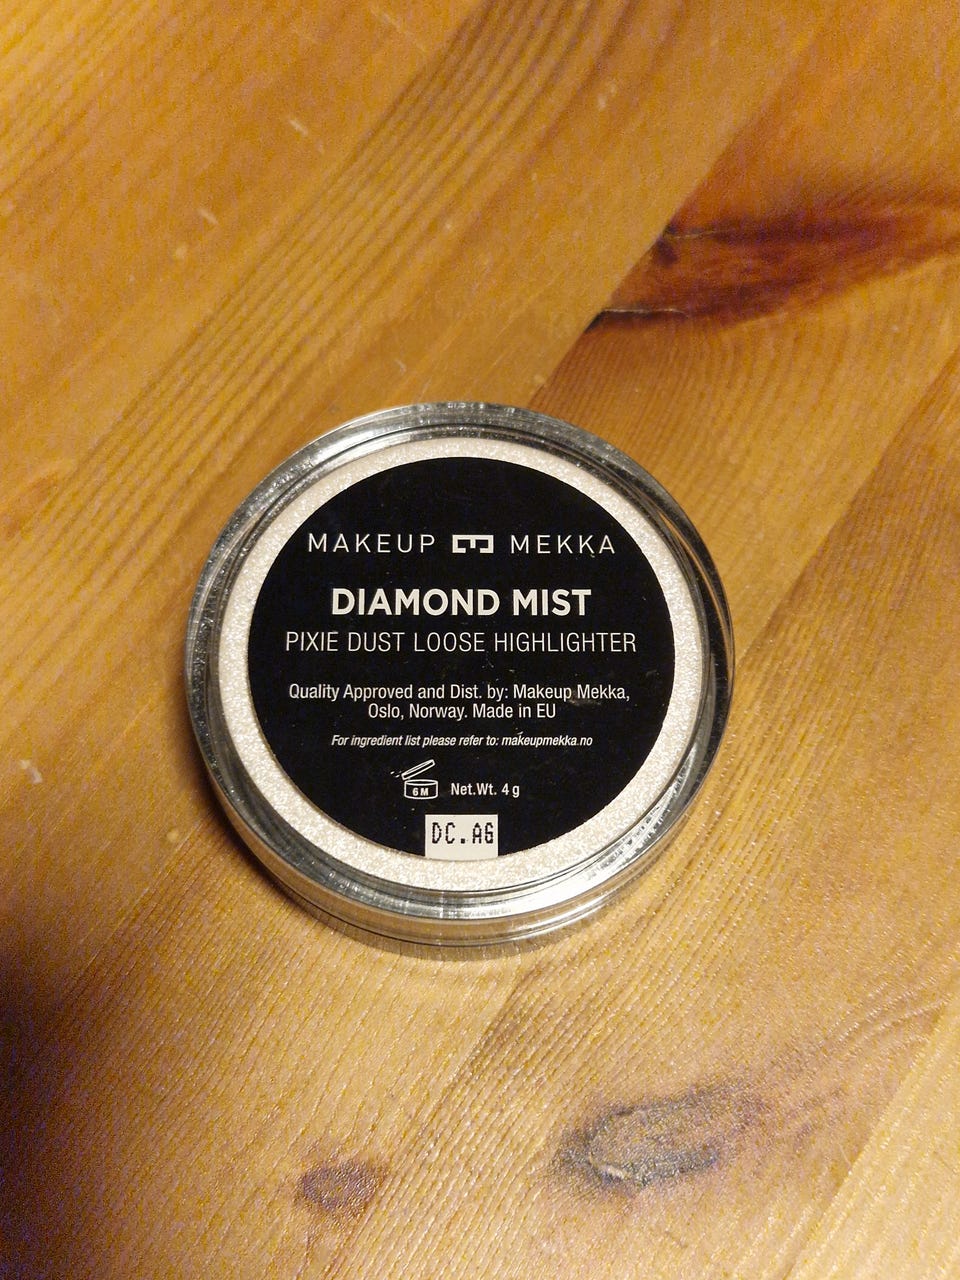 MAKEUP MEKKA
DIAMOND MIST
PIXIE DUST LOOSE HIGHLIGHTER
Quality Approved and Dist. by: Makeup Mekka,
Oslo, Norway. Made in EU
For ingredient list please refer to: makeupmekka.no
6 M Net.Wt. 4 g
DC.AG